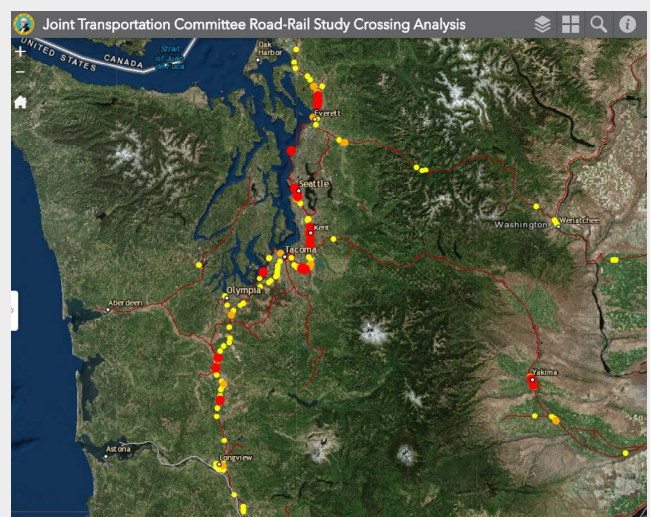 Joint Transportation Committee Road-Rail Study Crossing Analysis
Oak
Harbor
Strait
of Juan
de Fuca
UNITED STATES
CANADA
Everett
Seattle
Wenatchee
Washington
Kent
Tacoma
Olympia
Aberdeen
Yakima
Astoria
Longview